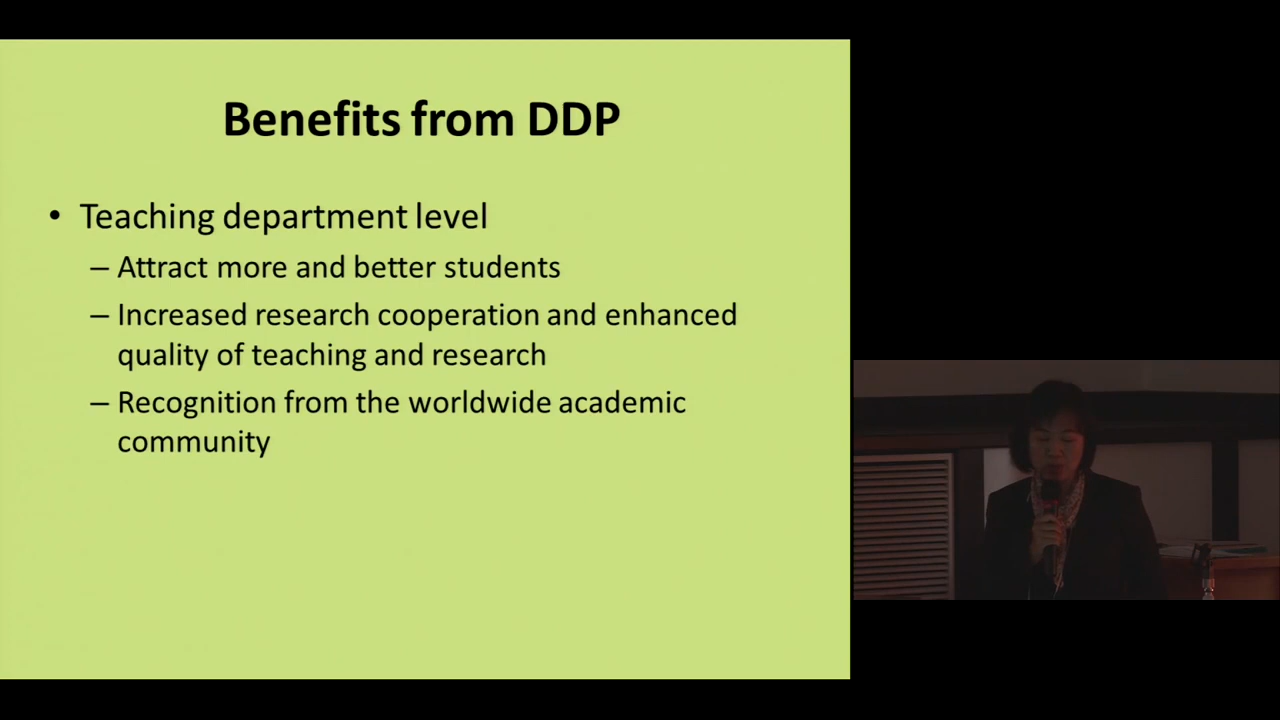 Benefits from DDP
• Teaching department level
– Attract more and better students
– Increased research cooperation and enhanced
quality of teaching and research
– Recognition from the worldwide academic
community